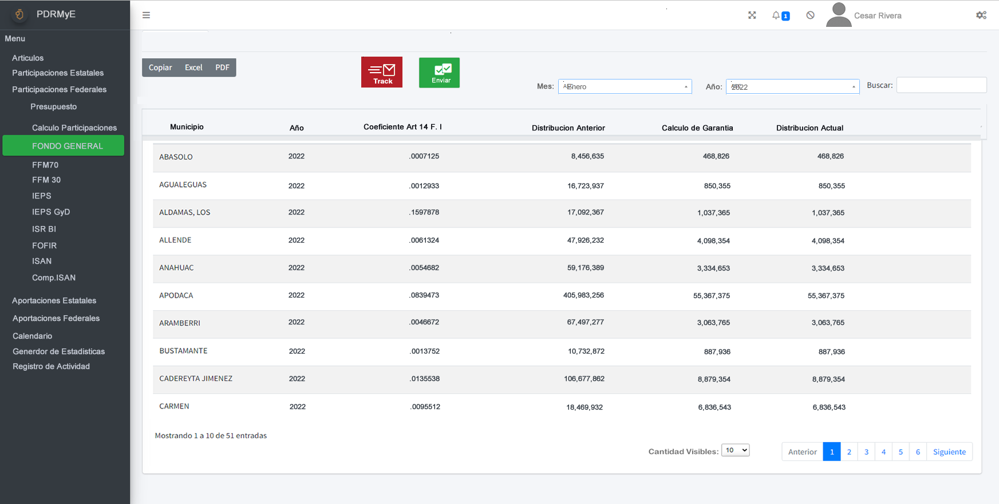 PDRMyE
1
Cesar Rivera
Menu
Articulos
Participaciones Estatales
Participaciones Federales
Presupuesto
Calculo Participaciones
FONDO GENERAL
FFM70
FFM 30
IEPS
IEPS GyD
ISR BI
FOFIR
ISAN
Comp.ISAN
Aportaciones Estatales
Aportaciones Federales
Calendario
Generdor de Estadisticas
Registro de Actividad
Copiar Excel PDF
Track
Enviar
Mes: Enero Año: 2022 Buscar:
Municipio Año Coeficiente Art 14 F. I Distribucion Anterior Calculo de Garantia Distribucion Actual
ABASOLO 2022 .0007125 8,456,635 468,826 468,826
AGUALEGUAS 2022 .0012933 16,723,937 850,355 850,355
ALDAMAS, LOS 2022 .1597878 17,092,367 1,037,365 1,037,365
ALLENDE 2022 .0061324 47,926,232 4,098,354 4,098,354
ANAHUAC 2022 .0054682 59,176,389 3,334,653 3,334,653
APODACA 2022 .0839473 405,983,256 55,367,375 55,367,375
ARAMBERRI 2022 .0046672 67,497,277 3,063,765 3,063,765
BUSTAMANTE 2022 .0013752 10,732,872 887,936 887,936
CADEREYTA JIMENEZ 2022 .0135538 106,677,862 8,879,354 8,879,354
CARMEN 2022 .0095512 18,469,932 6,836,543 6,836,543
Mostrando 1 a 10 de 51 entradas
Cantidad Visibles: 10
Anterior 1 2 3 4 5 6 Siguiente